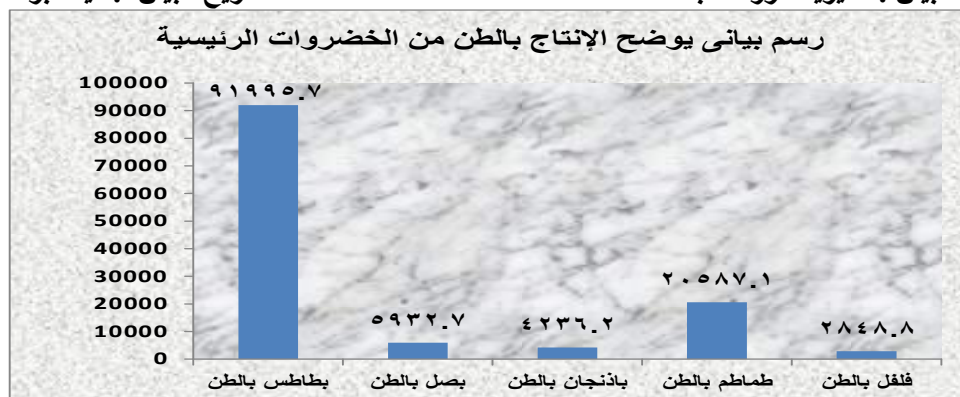 رسم بيانى يوضح الإنتاج بالطن من الخضروات الرئيسية
100000
90000
80000
70000
60000
50000
40000
30000
20000
10000
0
٩١٩٩٥.٧
٥٩٣٢.٧
٤٢٣٦.٢
٢٠٥٨٧.١
٢٨٤٨.٨
بطاطس بالطن
بصل بالطن
باذنجان بالطن
طماطم بالطن
فلفل بالطن